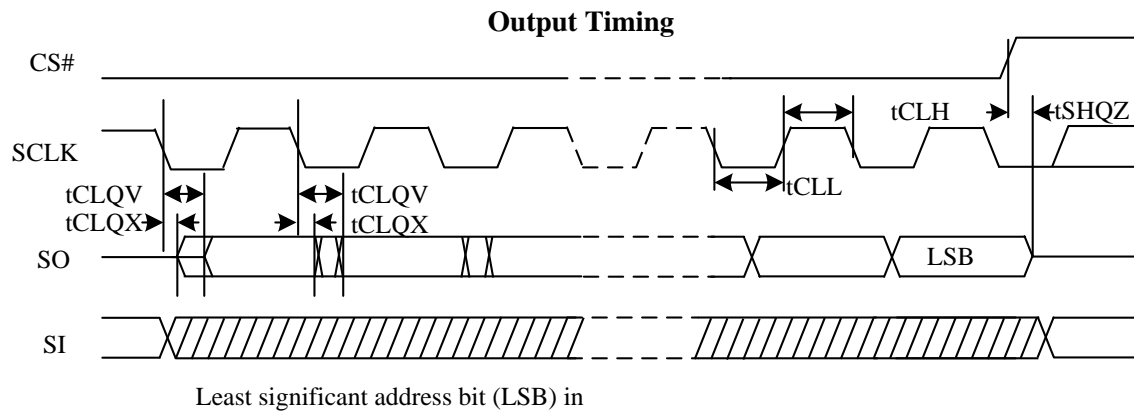 Output Timing
CS#
tCLH
tSHQZ
SCLK
tCLL
tCLQV
tCLQV
tCLQX
tCLQX
SO
LSB
SI
Least significant address bit (LSB) in